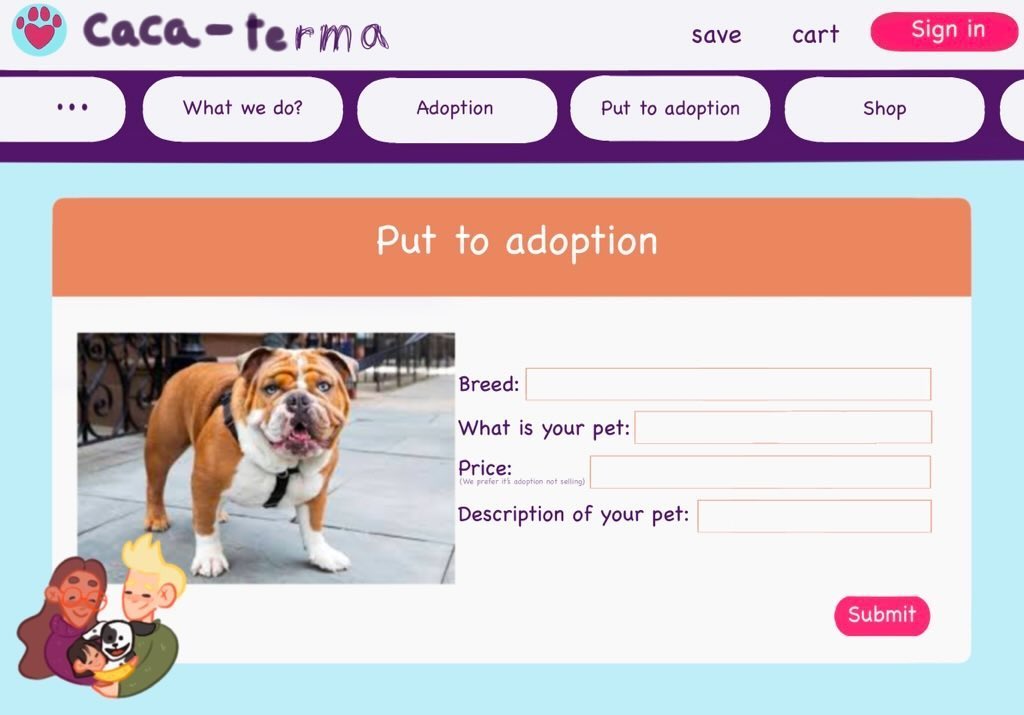 caca-terma
save
cart
Sign in
•••
What we do?
Adoption
Put to adoption
Shop
Put to adoption
Breed:
What is your pet:
Price:
(We prefer it's adoption not selling)
Description of your pet:
Submit